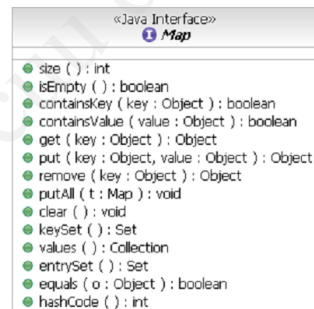 «Java Interface»
Map
size ( ) : int
isEmpty ( ) : boolean
containsKey ( key : Object ) : boolean
containsValue ( value : Object ) : boolean
get ( key : Object ) : Object
put ( key : Object, value : Object ) : Object
remove ( key : Object ) : Object
putAll ( t : Map ) : void
clear ( ) : void
keySet ( ) : Set
values ( ) : Collection
entrySet ( ) : Set
equals ( o : Object ) : boolean
hashCode ( ) : int